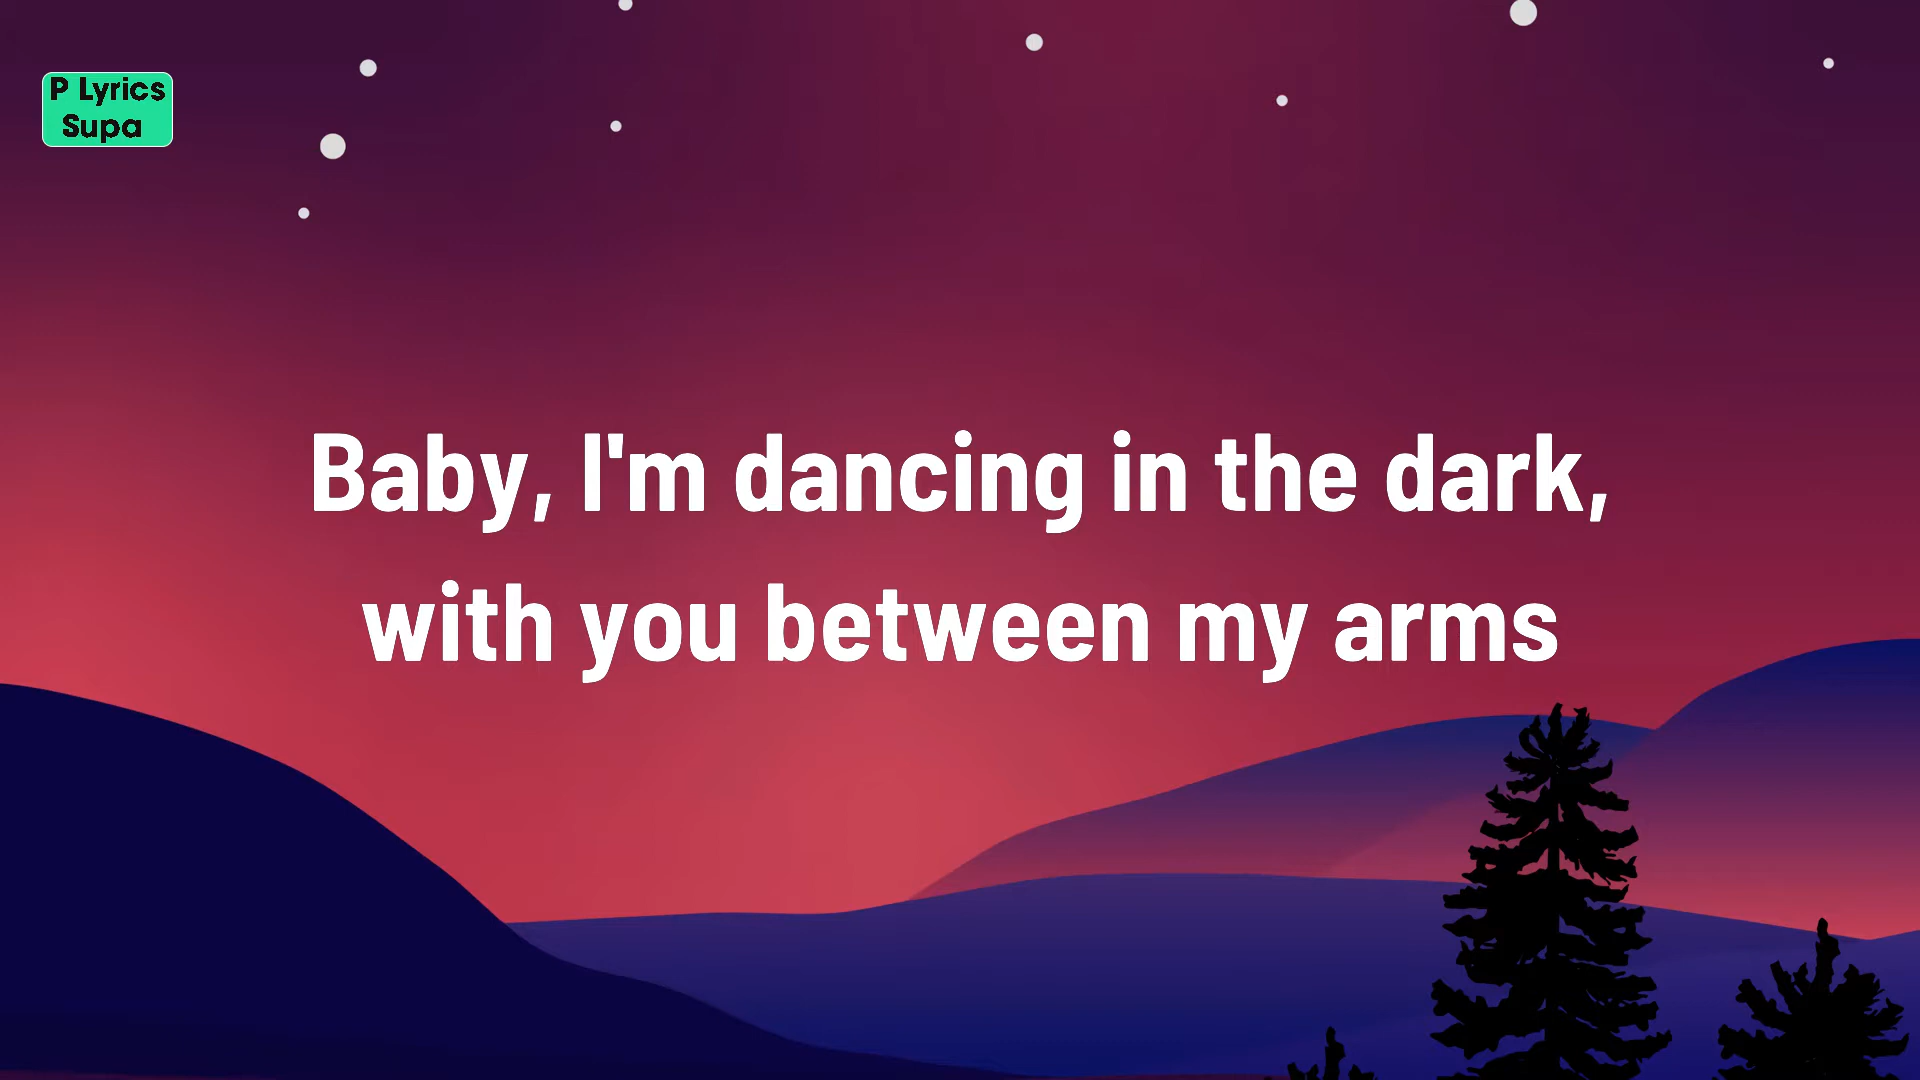 P Lyrics
Supa
Baby, I'm dancing in the dark,
with you between my arms